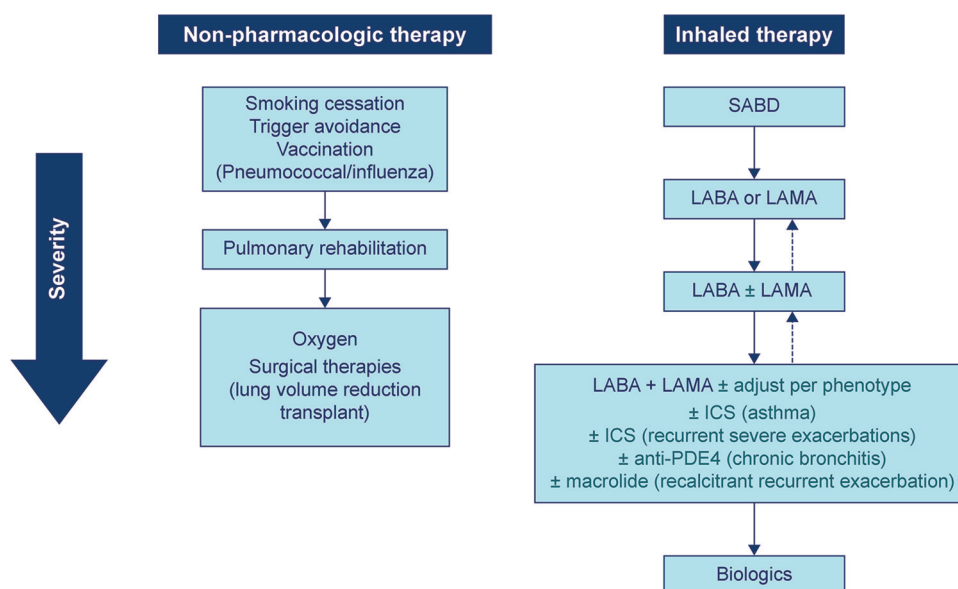 Non-pharmacologic therapy
Smoking cessation
Trigger avoidance
Vaccination
(Pneumococcal/influenza)
Pulmonary rehabilitation
Oxygen
Surgical therapies
(lung volume reduction
transplant)
Severity
Inhaled therapy
SABD
LABA or LAMA
LABA ± LAMA
LABA + LAMA ± adjust per phenotype
± ICS (asthma)
± ICS (recurrent severe exacerbations)
± anti-PDE4 (chronic bronchitis)
± macrolide (recalcitrant recurrent exacerbation)
Biologics